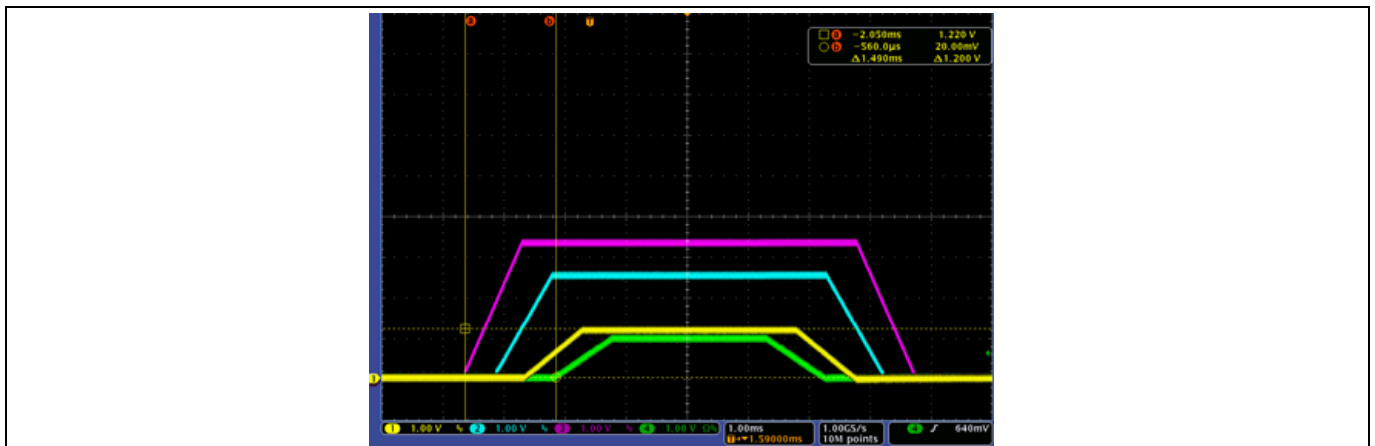 a b T
a −2.050ms 1.220 V
b −560.0µs 20.00mV
Δ1.490ms Δ1.200 V
1
1 1.00 V 2 1.00 V 3 1.00 V 4 1.00 V Ω 1.00ms 1.00GS/s 4 640mV
T→▼1.59000ms 10M points